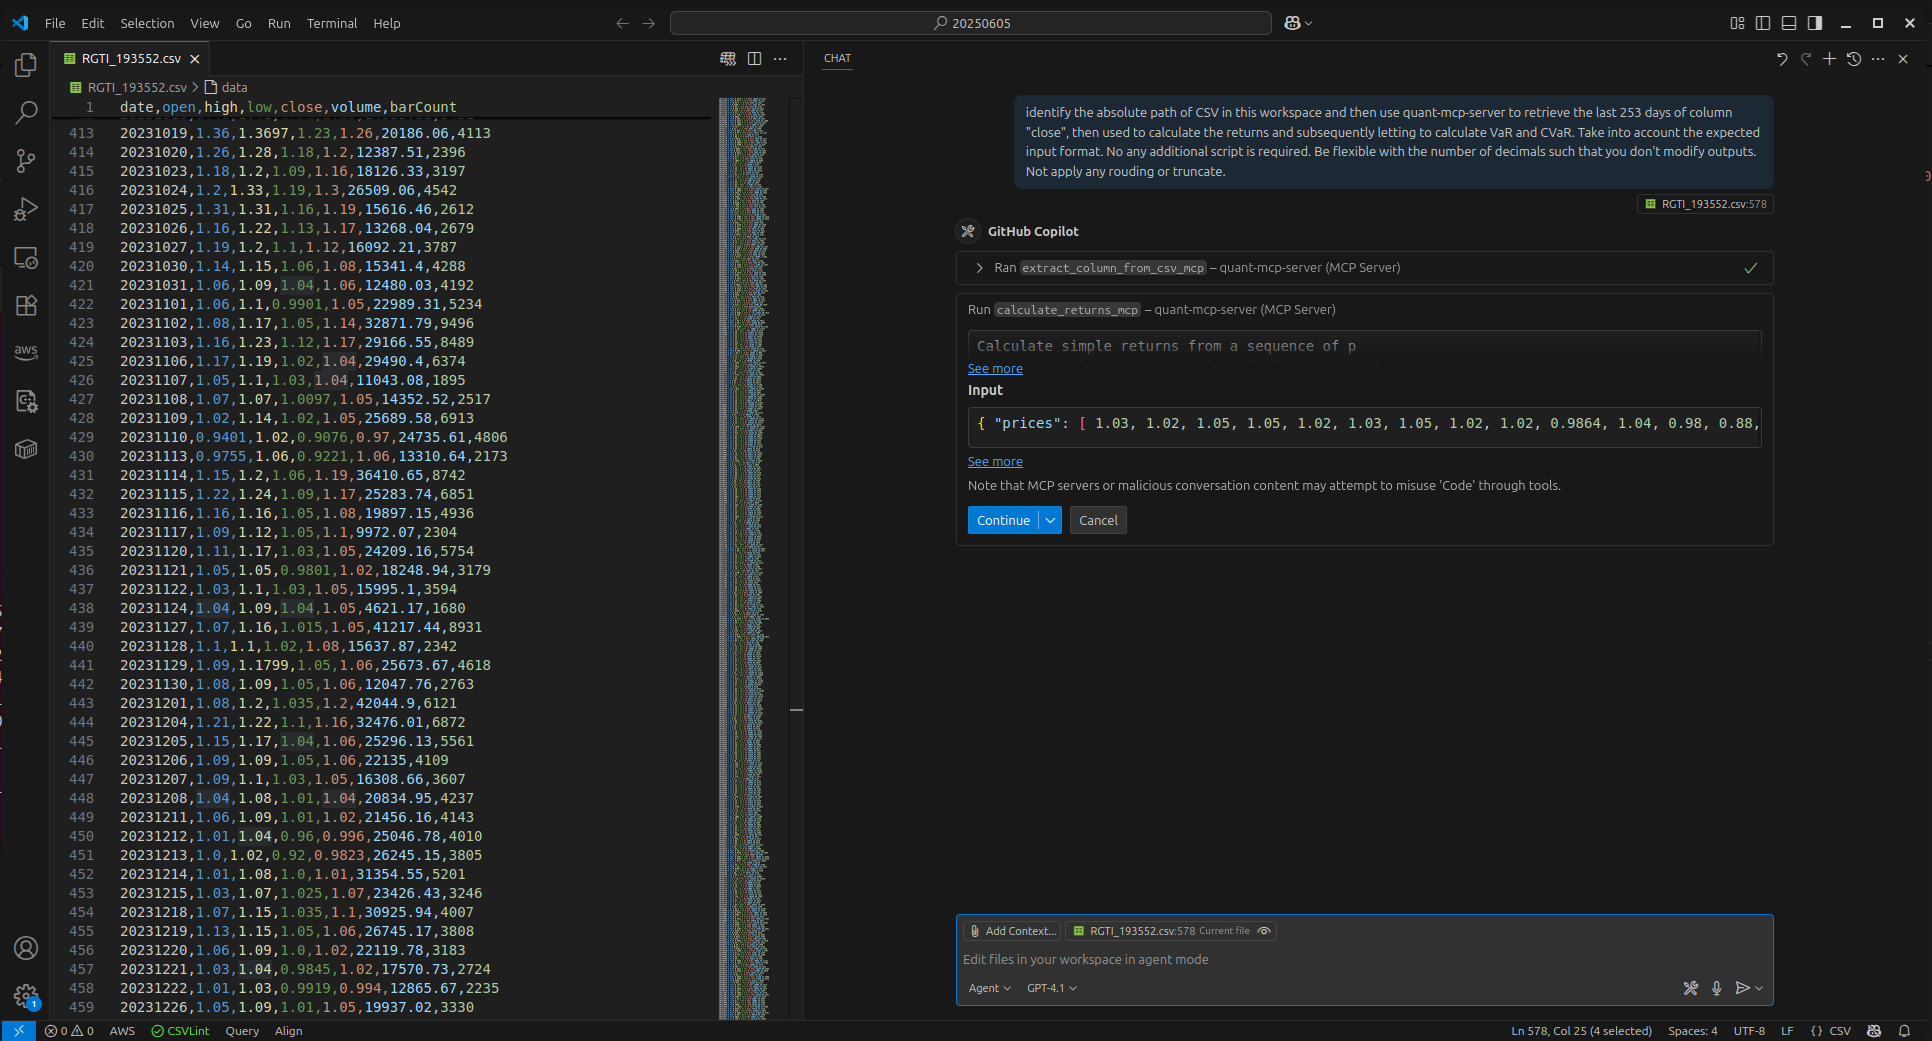 File Edit Selection View Go Run Terminal Help
20250605
RGTI_193552.csv
RGTI_193552.csv > data
1 date,open,high,low,close,volume,barCount
413 20231019,1.36,1.3697,1.23,1.26,20186.06,4113
414 20231020,1.26,1.28,1.18,1.2,12387.51,2396
415 20231023,1.18,1.2,1.09,1.16,18126.33,3197
416 20231024,1.2,1.33,1.19,1.3,26509.06,4542
417 20231025,1.31,1.31,1.16,1.19,15616.46,2612
418 20231026,1.16,1.22,1.13,1.17,13268.04,2679
419 20231027,1.19,1.2,1.1,1.12,16092.21,3787
420 20231030,1.14,1.15,1.06,1.08,15341.4,4288
421 20231031,1.06,1.09,1.04,1.06,12480.03,4192
422 20231101,1.06,1.1,0.9901,1.05,22989.31,5234
423 20231102,1.08,1.17,1.05,1.14,32871.79,9496
424 20231103,1.16,1.23,1.12,1.17,29166.55,8489
425 20231106,1.17,1.19,1.02,1.04,29490.4,6374
426 20231107,1.05,1.1,1.03,1.04,11043.08,1895
427 20231108,1.07,1.07,1.0097,1.05,14352.52,2517
428 20231109,1.02,1.14,1.02,1.05,25689.58,6913
429 20231110,0.9401,1.02,0.9076,0.97,24735.61,4806
430 20231113,0.9755,1.06,0.9221,1.06,13310.64,2173
431 20231114,1.15,1.2,1.06,1.19,36410.65,8742
432 20231115,1.22,1.24,1.09,1.17,25283.74,6851
433 20231116,1.16,1.16,1.05,1.08,19897.15,4936
434 20231117,1.09,1.12,1.05,1.1,9972.07,2304
435 20231120,1.11,1.17,1.03,1.05,24209.16,5754
436 20231121,1.05,1.05,0.9801,1.02,18248.94,3179
437 20231122,1.03,1.1,1.03,1.05,15995.1,3594
438 20231124,1.04,1.09,1.04,1.05,4621.17,1680
439 20231127,1.07,1.16,1.015,1.05,41217.44,8931
440 20231128,1.1,1.1,1.02,1.08,15637.87,2342
441 20231129,1.09,1.1799,1.05,1.06,25673.67,4618
442 20231130,1.08,1.09,1.05,1.06,12047.76,2763
443 20231201,1.08,1.2,1.035,1.2,42044.9,6121
444 20231204,1.21,1.22,1.1,1.16,32476.01,6872
445 20231205,1.15,1.17,1.04,1.06,25296.13,5561
446 20231206,1.09,1.09,1.05,1.06,22135,4109
447 20231207,1.09,1.1,1.03,1.05,16308.66,3607
448 20231208,1.04,1.08,1.01,1.04,20834.95,4237
449 20231211,1.06,1.09,1.01,1.02,21456.16,4143
450 20231212,1.01,1.04,0.96,0.996,25046.78,4010
451 20231213,1.0,1.02,0.92,0.9823,26245.15,3805
452 20231214,1.01,1.08,1.0,1.01,31354.55,5201
453 20231215,1.03,1.07,1.025,1.07,23426.43,3246
454 20231218,1.07,1.15,1.035,1.1,30925.94,4007
455 20231219,1.13,1.15,1.05,1.06,26745.17,3808
456 20231220,1.06,1.09,1.0,1.02,22119.78,3183
457 20231221,1.03,1.04,0.9845,1.02,17570.73,2724
458 20231222,1.01,1.03,0.9919,0.994,12865.67,2235
459 20231226,1.05,1.09,1.01,1.05,19937.02,3330
CHAT
identify the absolute path of CSV in this workspace and then use quant-mcp-server to retrieve the last 253 days of column
"close", then used to calculate the returns and subsequently letting to calculate VaR and CVaR. Take into account the expected
input format. No any additional script is required. Be flexible with the number of decimals such that you don't modify outputs.
Not apply any rouding or truncate.
RGTI_193552.csv:578
GitHub Copilot
Ran extract_column_from_csv_mcp – quant-mcp-server (MCP Server)
Run calculate_returns_mcp – quant-mcp-server (MCP Server)
Calculate simple returns from a sequence of p
See more
Input
{ "prices": [ 1.03, 1.02, 1.05, 1.05, 1.02, 1.03, 1.05, 1.02, 1.02, 0.9864, 1.04, 0.98, 0.88,
See more
Note that MCP servers or malicious conversation content may attempt to misuse 'Code' through tools.
Continue Cancel
Add Context... RGTI_193552.csv:578 Current file
Edit files in your workspace in agent mode
Agent GPT-4.1
aws
1
0 0 AWS CSVLint Query Align Ln 578, Col 25 (4 selected) Spaces: 4 UTF-8 LF {} CSV